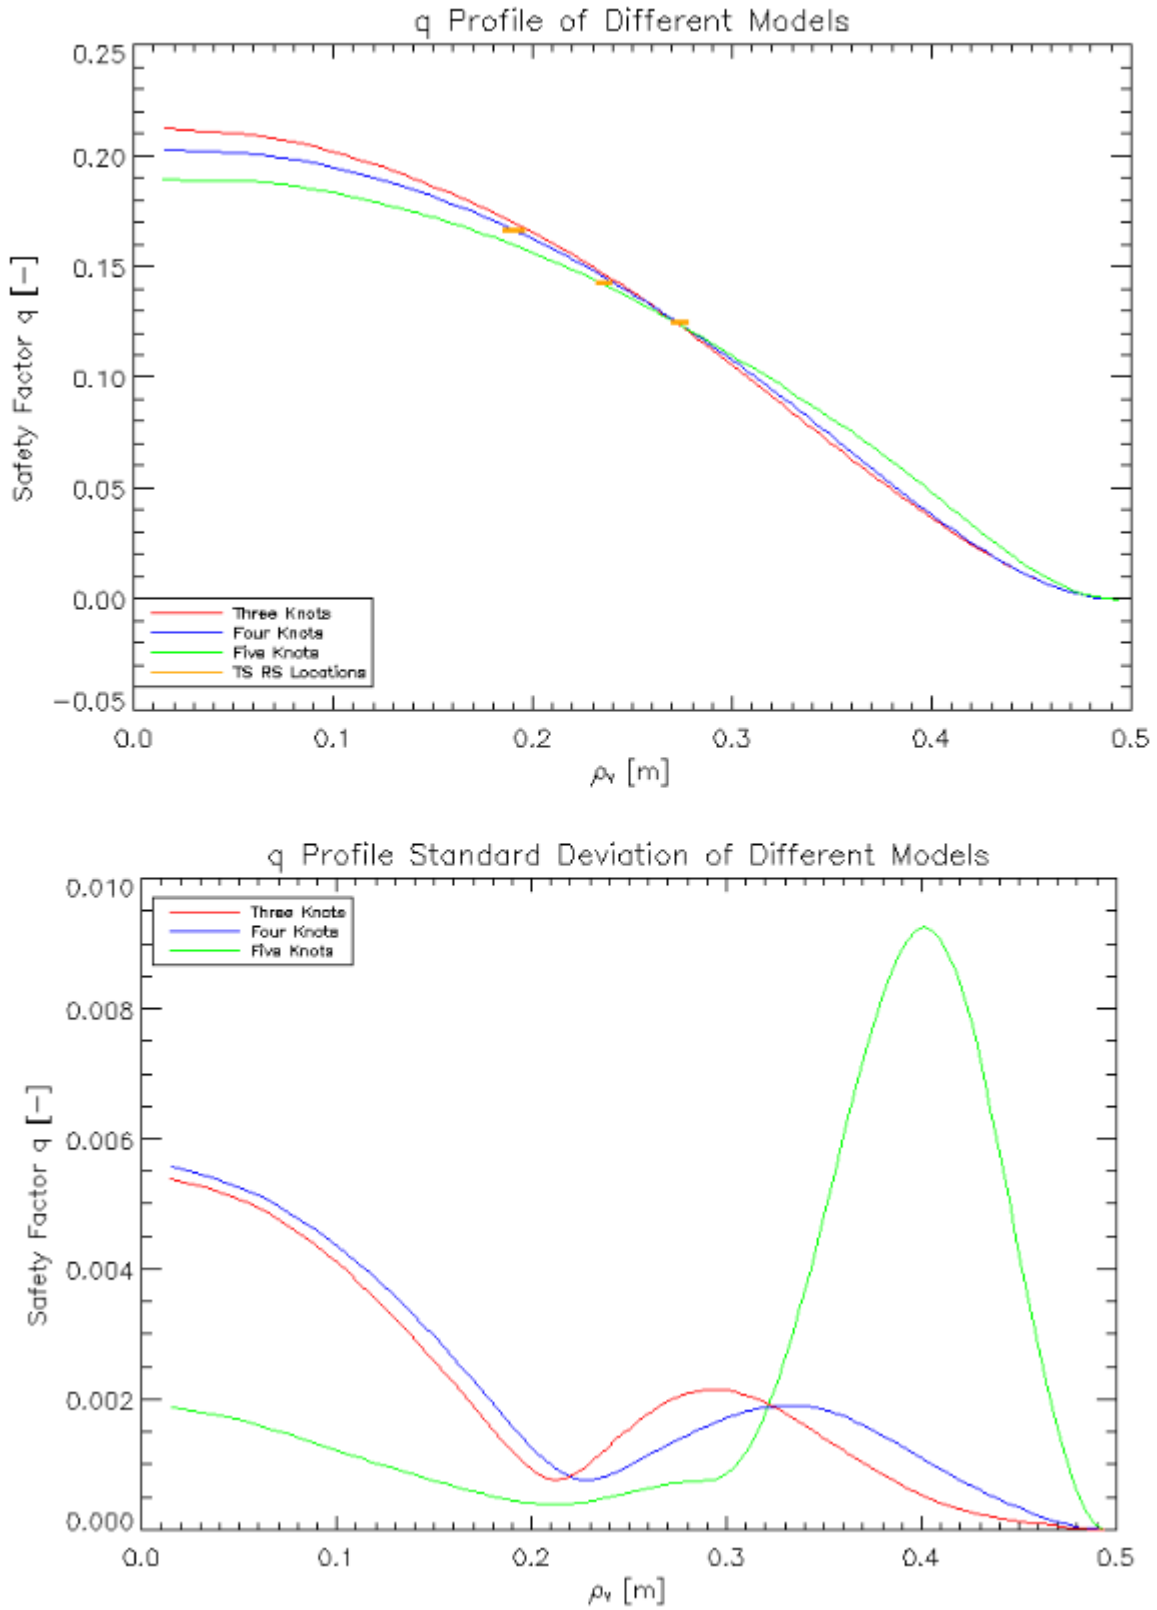 q Profile of Different Models
0.25
0.20
0.15
0.10
0.05
0.00
−0.05
Safety Factor q [−]
Three Knots
Four Knots
Five Knots
TS RS Locations
0.0 0.1 0.2 0.3 0.4 0.5
ρᵥ [m]
q Profile Standard Deviation of Different Models
0.010
0.008
0.006
0.004
0.002
0.000
Safety Factor q [−]
Three Knots
Four Knots
Five Knots
0.0 0.1 0.2 0.3 0.4 0.5
ρᵥ [m]